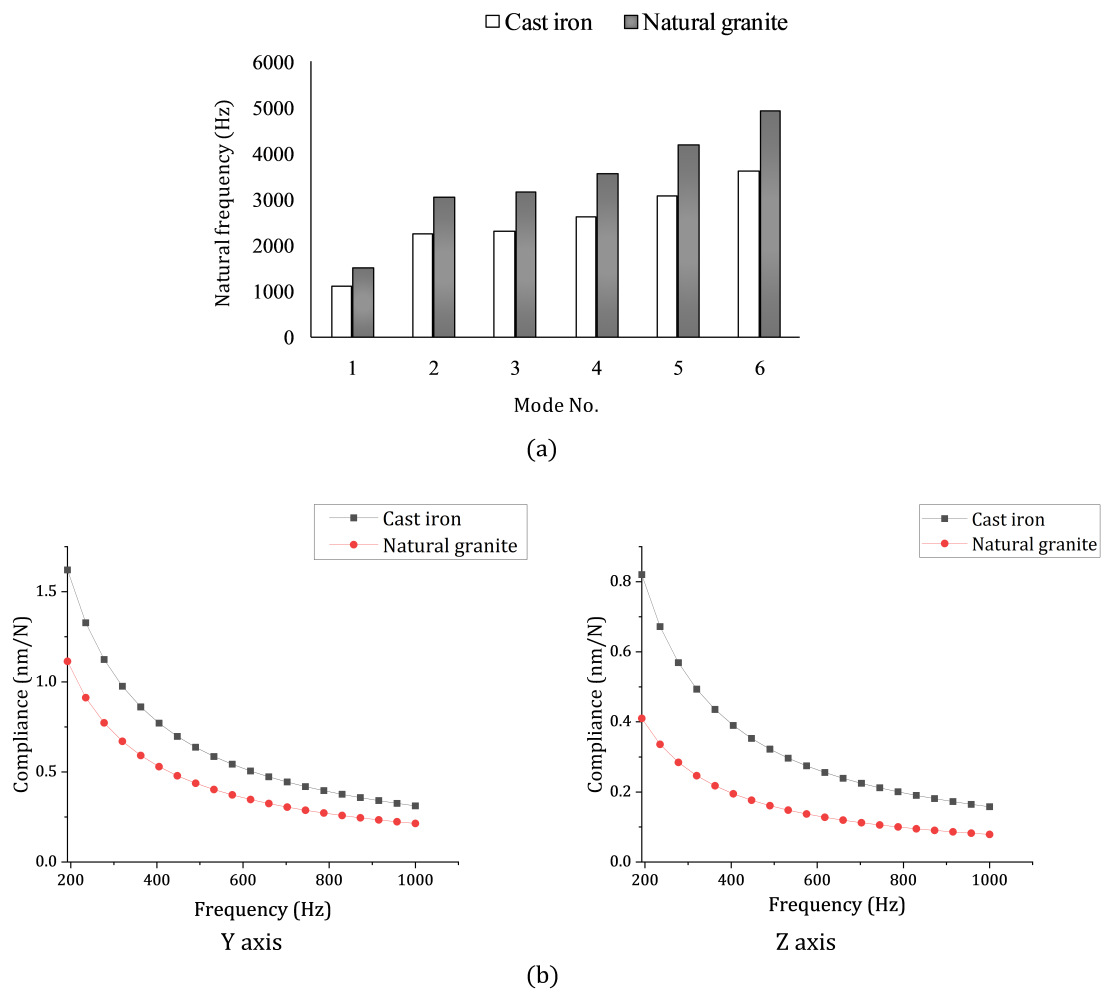 Cast iron Natural granite
6000
5000
4000
3000
2000
1000
0
Natural frequency (Hz)
1 2 3 4 5 6
Mode No.
(a)
Cast iron
Natural granite
1.5
1.0
0.5
0.0
Compliance (nm/N)
200 400 600 800 1000
Frequency (Hz)
Y axis
Cast iron
Natural granite
0.8
0.6
0.4
0.2
0.0
Compliance (nm/N)
200 400 600 800 1000
Frequency (Hz)
Z axis
(b)